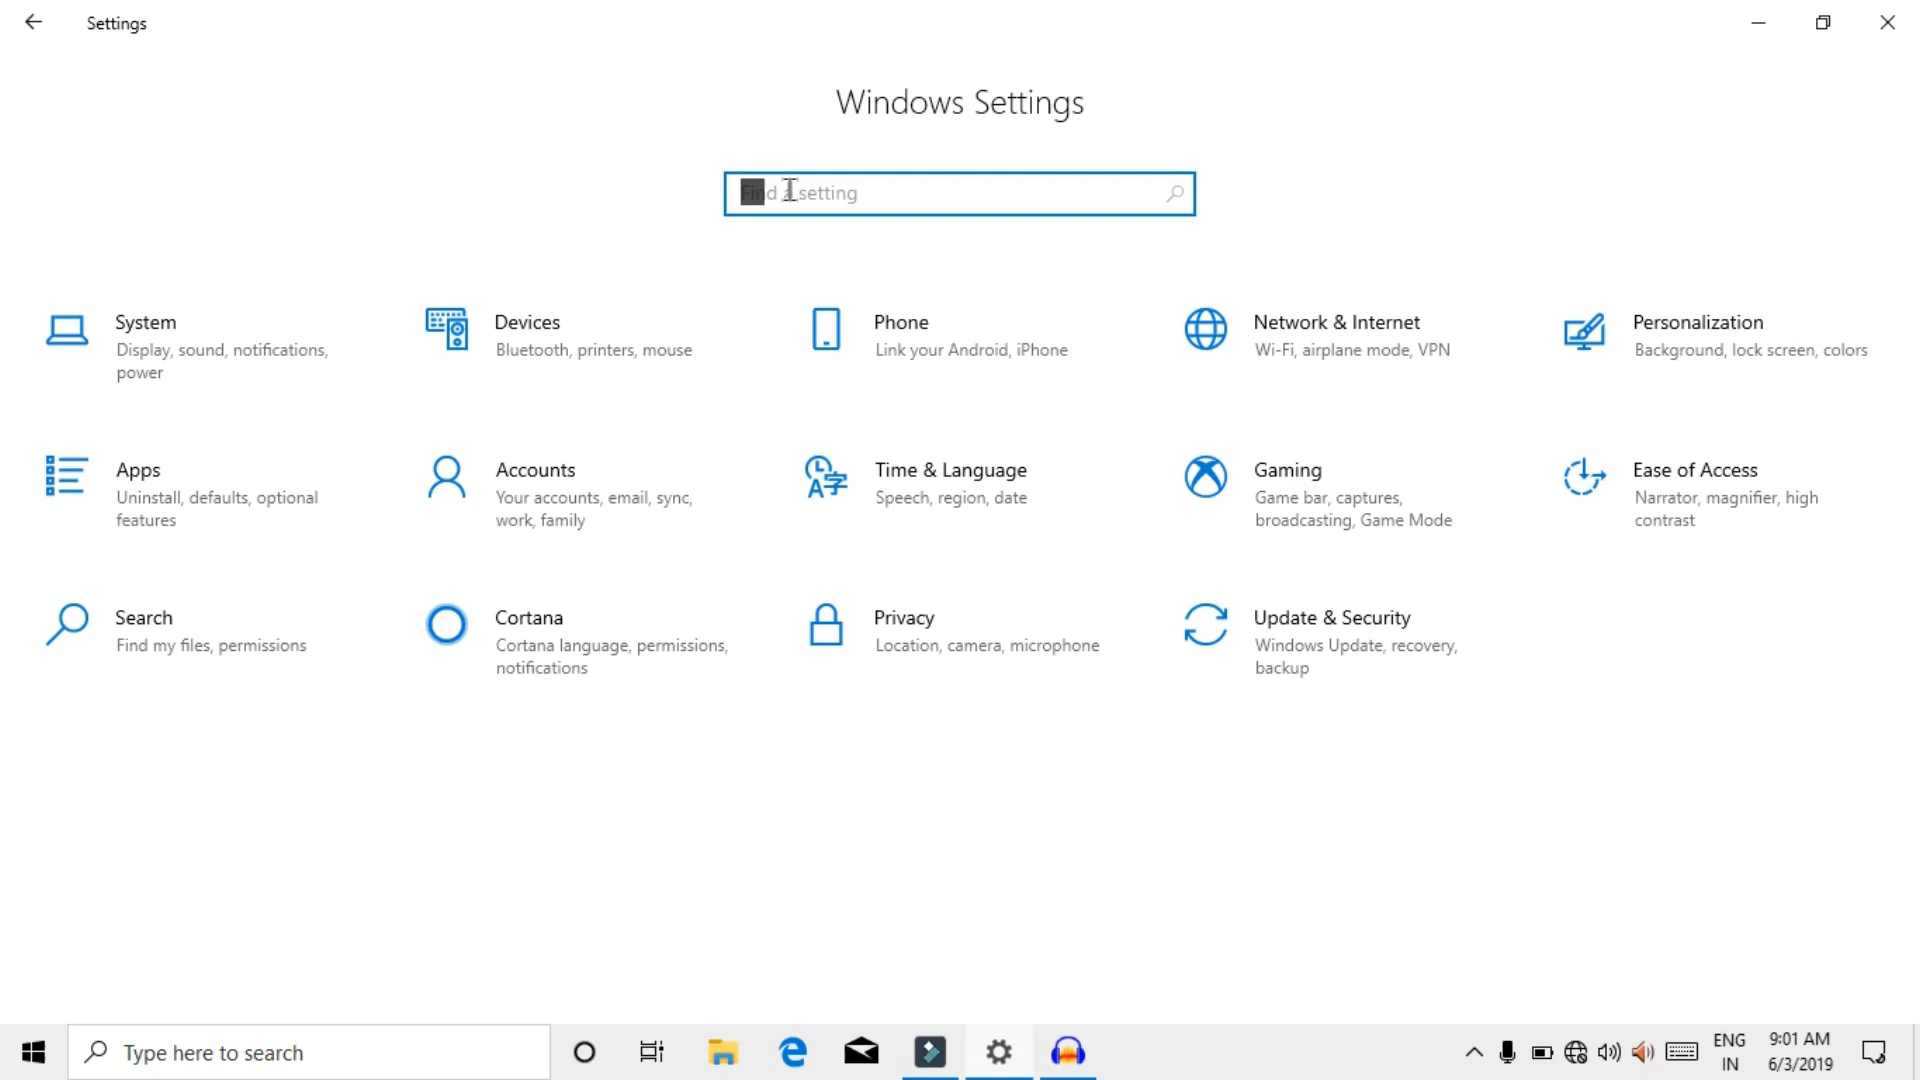 Settings
Windows Settings
Find a setting
System
Display, sound, notifications,
power
Devices
Bluetooth, printers, mouse
Phone
Link your Android, iPhone
Network & Internet
Wi-Fi, airplane mode, VPN
Personalization
Background, lock screen, colors
Apps
Uninstall, defaults, optional
features
Accounts
Your accounts, email, sync,
work, family
Time & Language
Speech, region, date
Gaming
Game bar, captures,
broadcasting, Game Mode
Ease of Access
Narrator, magnifier, high
contrast
Search
Find my files, permissions
Cortana
Cortana language, permissions,
notifications
Privacy
Location, camera, microphone
Update & Security
Windows Update, recovery,
backup
Type here to search
ENG
IN
9:01 AM
6/3/2019